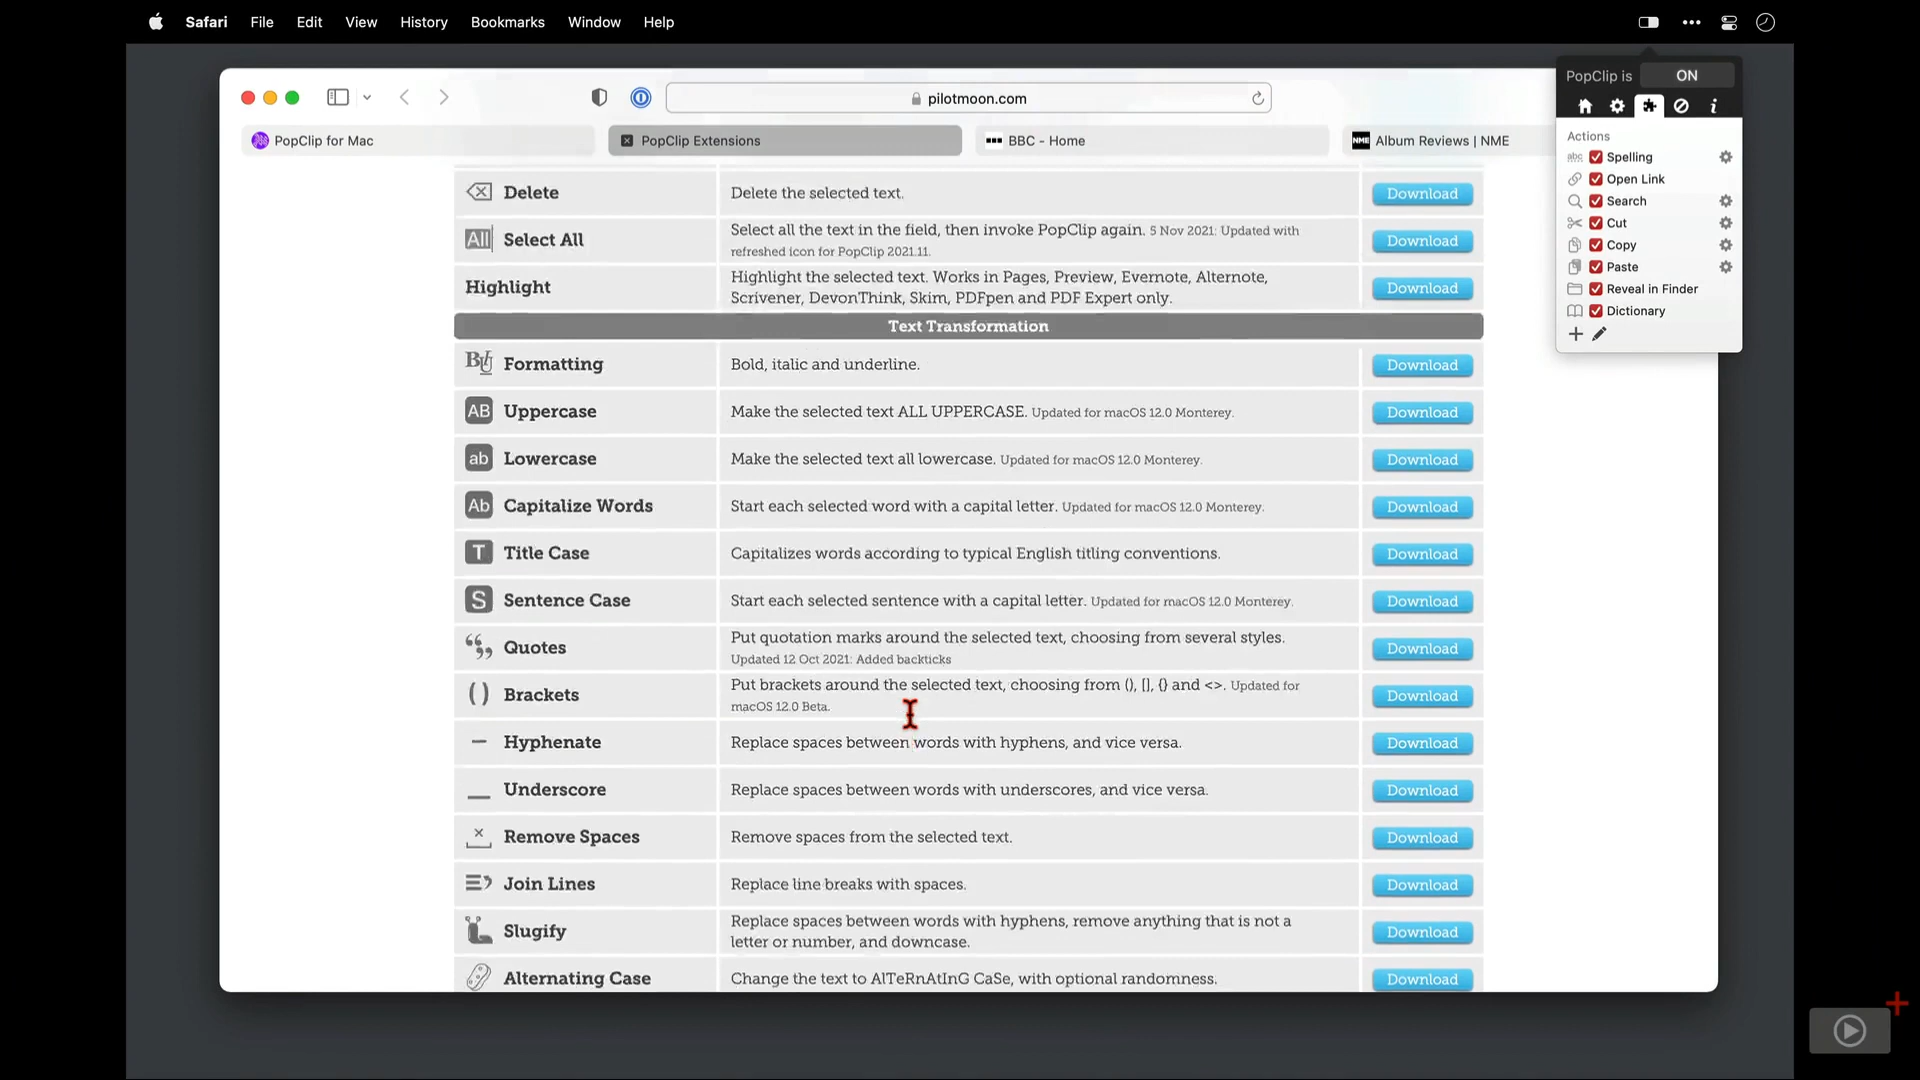 Safari File Edit View History Bookmarks Window Help
PopClip is ON
pilotmoon.com
PopClip for Mac
PopClip Extensions
BBC - Home
NME Album Reviews | NME
Actions
abc Spelling
Open Link
Search
Cut
Copy
Paste
Reveal in Finder
Dictionary
Delete
Delete the selected text.
Download
All Select All
Select all the text in the field, then invoke PopClip again. 5 Nov 2021: Updated with
refreshed icon for PopClip 2021.11.
Download
Highlight
Highlight the selected text. Works in Pages, Preview, Evernote, Alternote,
Scrivener, DevonThink, Skim, PDFpen and PDF Expert only.
Download
Text Transformation
BIU Formatting
Bold, italic and underline.
Download
AB Uppercase
Make the selected text ALL UPPERCASE. Updated for macOS 12.0 Monterey.
Download
ab Lowercase
Make the selected text all lowercase. Updated for macOS 12.0 Monterey.
Download
Ab Capitalize Words
Start each selected word with a capital letter. Updated for macOS 12.0 Monterey.
Download
T Title Case
Capitalizes words according to typical English titling conventions.
Download
S Sentence Case
Start each selected sentence with a capital letter. Updated for macOS 12.0 Monterey.
Download
Quotes
Put quotation marks around the selected text, choosing from several styles.
Updated 12 Oct 2021: Added backticks
Download
() Brackets
Put brackets around the selected text, choosing from (), [], {} and <>. Updated for
macOS 12.0 Beta.
Download
Hyphenate
Replace spaces between words with hyphens, and vice versa.
Download
Underscore
Replace spaces between words with underscores, and vice versa.
Download
Remove Spaces
Remove spaces from the selected text.
Download
Join Lines
Replace line breaks with spaces.
Download
Slugify
Replace spaces between words with hyphens, remove anything that is not a
letter or number, and downcase.
Download
Alternating Case
Change the text to AlTeRnAtInG CaSe, with optional randomness.
Download